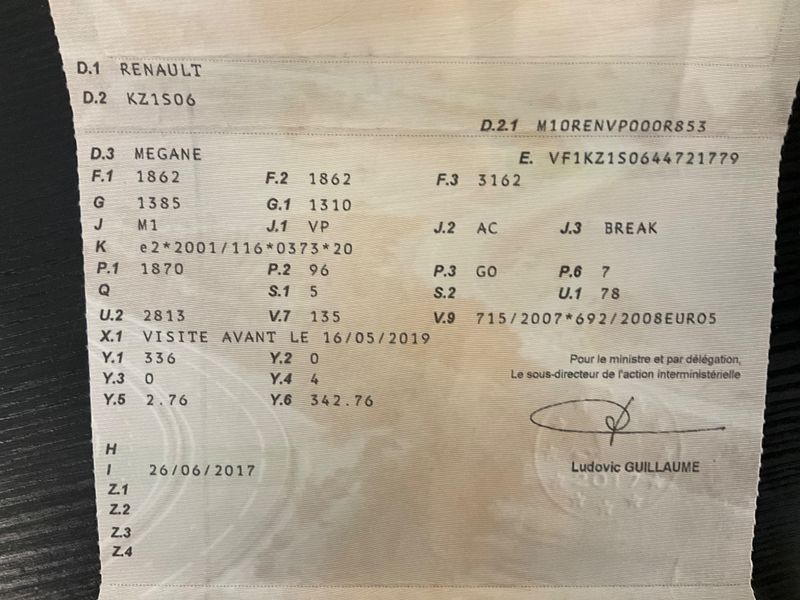 D.1 RENAULT
D.2 KZ1S06
D.2.1 M10RENVP000R853
D.3 MEGANE
E. VF1KZ1S0644721779
F.1 1862 F.2 1862 F.3 3162
G 1385 G.1 1310
J M1 J.1 VP J.2 AC J.3 BREAK
K e2*2001/116*0373*20
P.1 1870 P.2 96 P.3 GO P.6 7
Q S.1 5 S.2 U.1 78
U.2 2813 V.7 135 V.9 715/2007*692/2008EURO5
X.1 VISITE AVANT LE 16/05/2019
Y.1 336 Y.2 0
Y.3 0 Y.4 4
Y.5 2.76 Y.6 342.76
Pour le ministre et par délégation,
Le sous-directeur de l'action interministérielle
Ludovic GUILLAUME
2017
H
I 26/06/2017
Z.1
Z.2
Z.3
Z.4